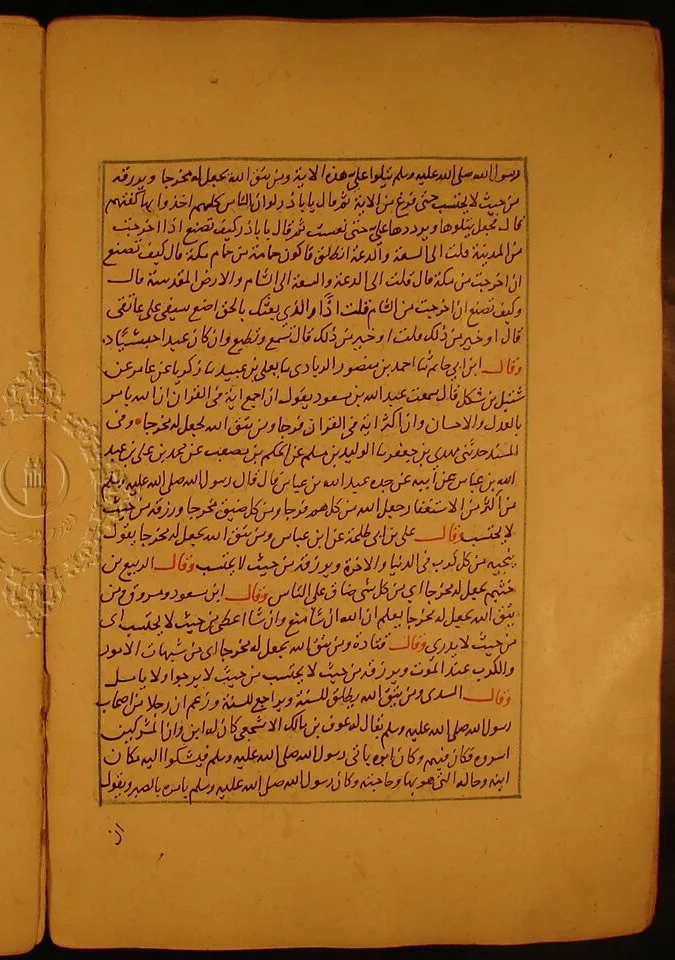 رسول الله صلى الله عليه وسلم يتلوا على هذه الاية ومن يتق الله يجعل له مخرجا ويرزقه
من حيث لا يحتسب حتى فرغ من الاية ثم قال يا باذر لو ان الناس كلهم اخذوا بها كفتهم
قال فجعل يتلوها ويرددها على حتى نعست ثم قال يا باذر كيف تصنع اذا اخرجت
من المدينة قلت الى السعة والدعة انطلق فاكون حمامة من حمام مكة قال كيف تصنع
ان اخرجت من مكة قال قلت الى الدعة والسعة الى الشام والارض المقدسة قال
وكيف تصنع ان اخرجت من الشام قلت اذا والذي بعثك بالحق اضع سيفي على عاتقي
قال او خير من ذلك قلت او خير من ذلك قال تسمع وتطيع وان كان عبدا حبشيا
وقال ابن ابي حاتم ثنا احمد بن منصور الرمادي ثنا يعلى بن عبيد ثنا زكريا عن عامر عن
شتير بن شكل قال سمعت عبد الله بن مسعود يقول ان اجمع اية في القران ان الله يامر
بالعدل والاحسان وان اكثر اية في القران فرجا ومن يتق الله يجعل له مخرجا وفي
المسند حدثني مهدي بن جعفر ثنا الوليد بن مسلم عن الحكم بن مصعب عن محمد بن علي بن عبد
الله بن عباس عن ابيه عن جده عبد الله بن عباس قال قال رسول الله صلى الله عليه وسلم
من اكثر من الاستغفار جعل الله من كل هم فرجا ومن كل ضيق مخرجا ورزقه من حيث
لا يحتسب وقال علي بن ابي طلحة عن ابن عباس ومن يتق الله يجعل له مخرجا يقول
ينجيه من كل كرب في الدنيا والاخرة ويرزقه من حيث لا يحتسب وقال الربيع بن
خثيم يجعل له مخرجا اي من كل شي ضاق على الناس وقال ابن مسعود ومسروق ومن
يتق الله يجعل له مخرجا يعلم ان الله ان شا منع وان شا اعطى من حيث لا يحتسب اي
من حيث لا يدري وقال قتادة ومن يتق الله يجعل له مخرجا اي من شبهات الامور
والكرب عند الموت ويرزقه من حيث لا يحتسب من حيث لا يرجوا ولا يامل
وقال السدي ومن يتق الله يطلق للسنة ويراجع للسنة وزعم ان رجلا من اصحاب
رسول الله صلى الله عليه وسلم يقال له عوف بن مالك الاشجعي كان له ابن وان المشركين
اسروه فكان فيهم وكان ابوه ياتي رسول الله صلى الله عليه وسلم فيشكوا اليه مكان
ابنه وحاله التي هو بها وحاجته وكان رسول الله صلى الله عليه وسلم يامره بالصبر ويقول